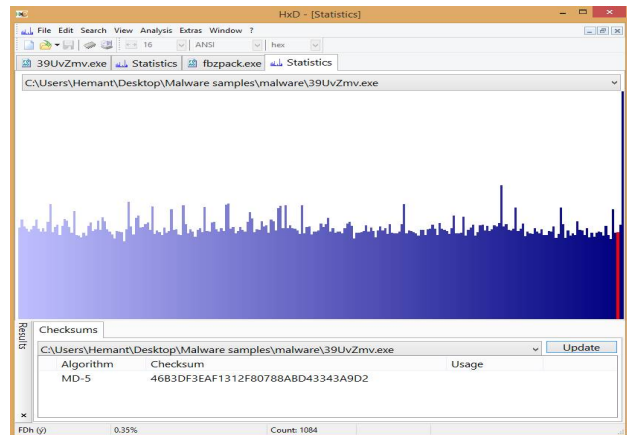 HxD - [Statistics]
File Edit Search View Analysis Extras Window ?
16 ANSI hex
39UvZmv.exe Statistics fbzpack.exe Statistics
C:\Users\Hemant\Desktop\Malware samples\malware\39UvZmv.exe
Results
Checksums
C:\Users\Hemant\Desktop\Malware samples\malware\39UvZmv.exe Update
Algorithm Checksum Usage
MD-5 46B3DF3EAF1312F80788ABD43343A9D2
FDh (ý) 0.35% Count: 1084